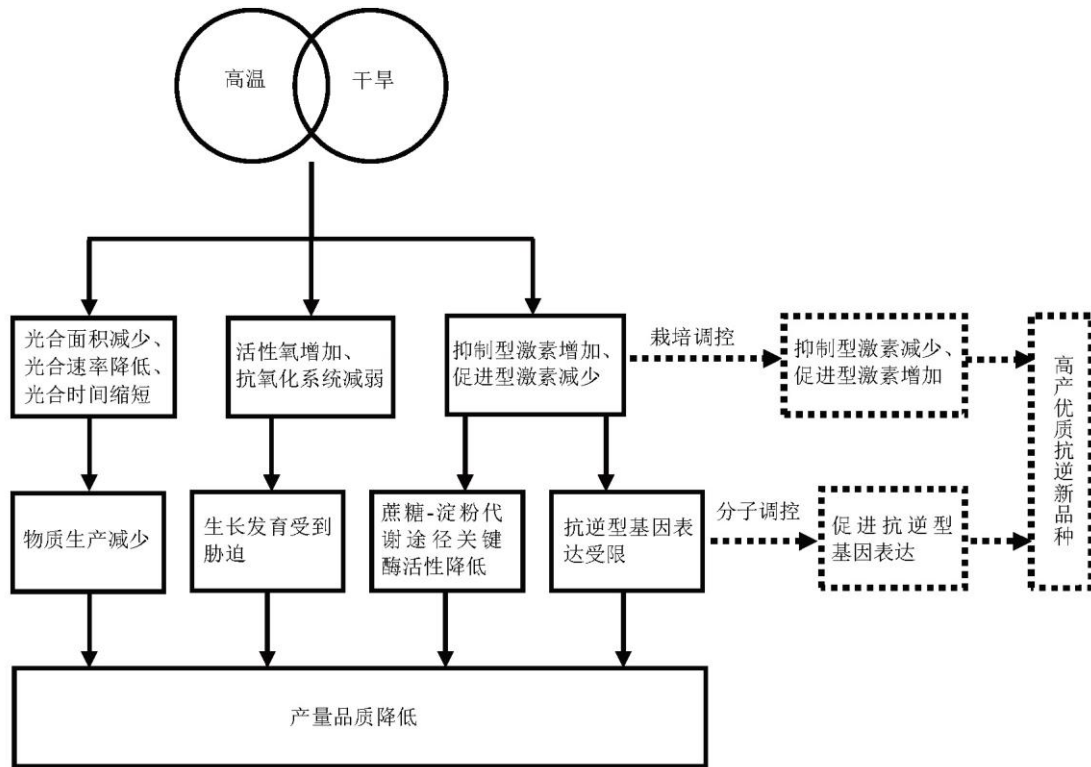 高温
干旱
光合面积减少、
光合速率降低、
光合时间缩短
活性氧增加、
抗氧化系统减弱
抑制型激素增加、
促进型激素减少
栽培调控
抑制型激素减少、
促进型激素增加
高产优质抗逆新品种
物质生产减少
生长发育受到
胁迫
蔗糖-淀粉代
谢途径关键
酶活性降低
抗逆型基因表
达受限
分子调控
促进抗逆型
基因表达
产量品质降低